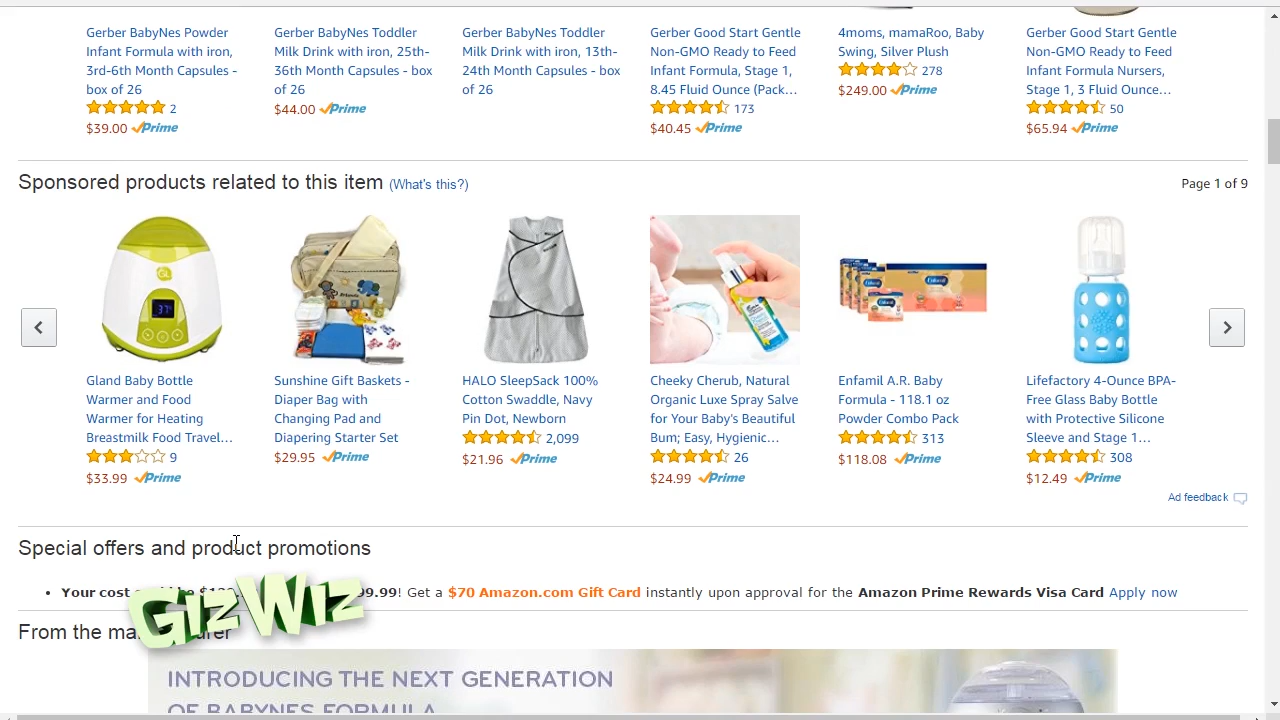 Gerber BabyNes Powder
Infant Formula with iron,
3rd-6th Month Capsules -
box of 26
2
$39.00 Prime
Gerber BabyNes Toddler
Milk Drink with iron, 25th-
36th Month Capsules - box
of 26
$44.00 Prime
Gerber BabyNes Toddler
Milk Drink with iron, 13th-
24th Month Capsules - box
of 26
Gerber Good Start Gentle
Non-GMO Ready to Feed
Infant Formula, Stage 1,
8.45 Fluid Ounce (Pack...
173
$40.45 Prime
4moms, mamaRoo, Baby
Swing, Silver Plush
278
$249.00 Prime
Gerber Good Start Gentle
Non-GMO Ready to Feed
Infant Formula Nursers,
Stage 1, 3 Fluid Ounce...
50
$65.94 Prime
Sponsored products related to this item (What's this?)
Page 1 of 9
Gland Baby Bottle
Warmer and Food
Warmer for Heating
Breastmilk Food Travel...
9
$33.99 Prime
Sunshine Gift Baskets -
Diaper Bag with
Changing Pad and
Diapering Starter Set
$29.95 Prime
HALO SleepSack 100%
Cotton Swaddle, Navy
Pin Dot, Newborn
2,099
$21.96 Prime
Cheeky Cherub, Natural
Organic Luxe Spray Salve
for Your Baby's Beautiful
Bum; Easy, Hygienic...
26
$24.99 Prime
Enfamil A.R. Baby
Formula - 118.1 oz
Powder Combo Pack
313
$118.08 Prime
Lifefactory 4-Ounce BPA-
Free Glass Baby Bottle
with Protective Silicone
Sleeve and Stage 1...
308
$12.49 Prime
Ad feedback
Special offers and product promotions
• Your cost 99.99! Get a $70 Amazon.com Gift Card instantly upon approval for the Amazon Prime Rewards Visa Card Apply now
GizWiz
From the
INTRODUCING THE NEXT GENERATION
OF BABYNES FORMULA